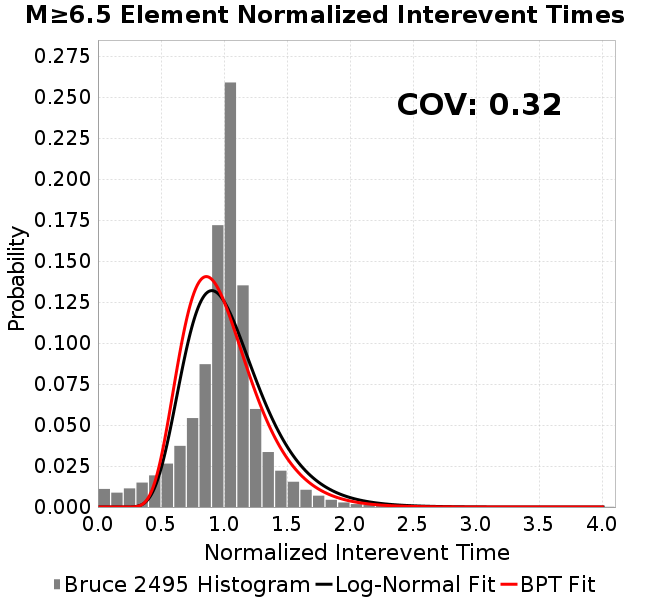 M≥6.5 Element Normalized Interevent Times
COV: 0.32
Probability
0.275
0.250
0.225
0.200
0.175
0.150
0.125
0.100
0.075
0.050
0.025
0.000
0.0 0.5 1.0 1.5 2.0 2.5 3.0 3.5 4.0
Normalized Interevent Time
Bruce 2495 Histogram Log-Normal Fit BPT Fit